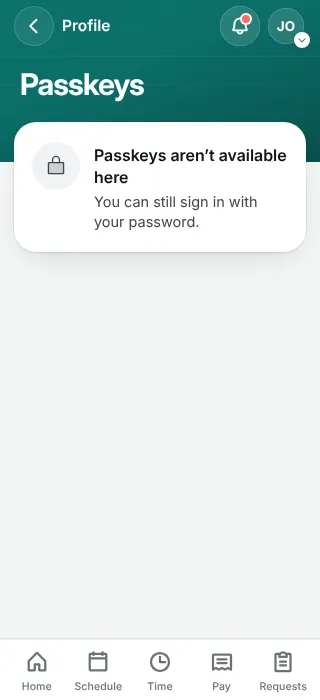 Profile
JO
Passkeys
Passkeys aren’t available
here
You can still sign in with
your password.
Home
Schedule
Time
Pay
Requests